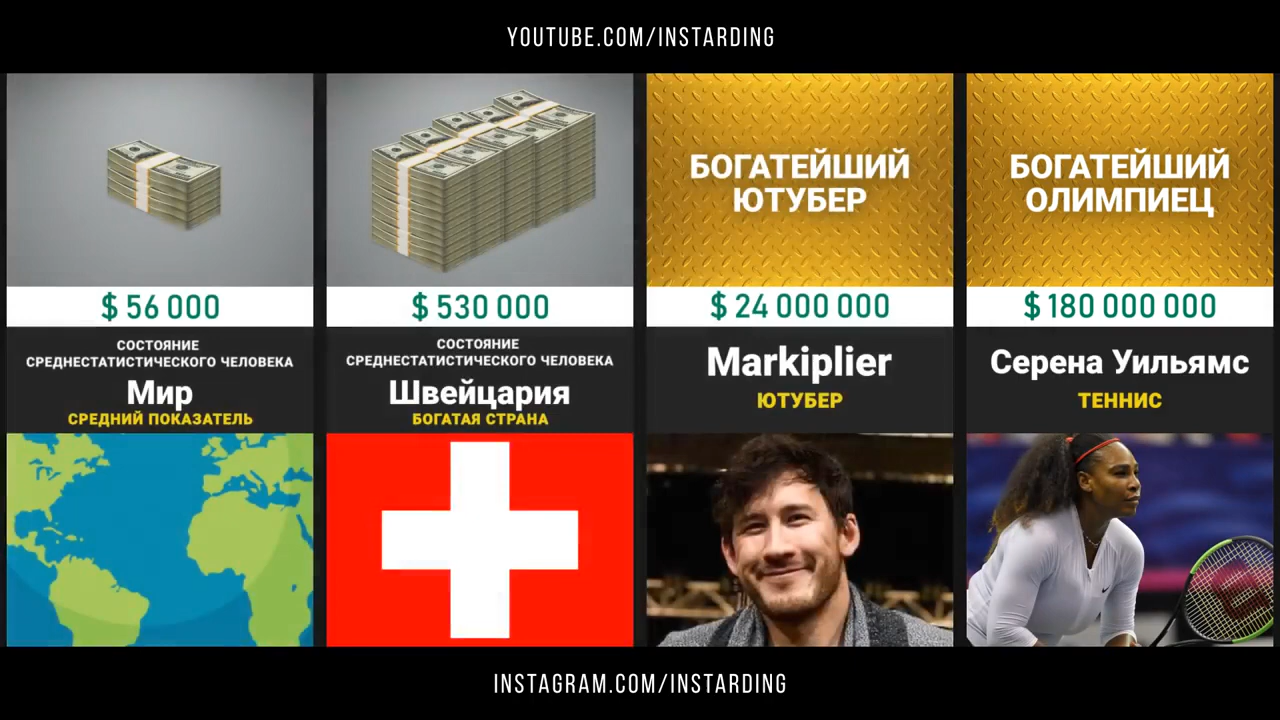 YOUTUBE.COM/INSTARDING
$ 56 000
СОСТОЯНИЕ
СРЕДНЕСТАТИСТИЧЕСКОГО ЧЕЛОВЕКА
Мир
СРЕДНИЙ ПОКАЗАТЕЛЬ
$ 530 000
СОСТОЯНИЕ
СРЕДНЕСТАТИСТИЧЕСКОГО ЧЕЛОВЕКА
Швейцария
БОГАТАЯ СТРАНА
БОГАТЕЙШИЙ
ЮТУБЕР
$ 24 000 000
Markiplier
ЮТУБЕР
БОГАТЕЙШИЙ
ОЛИМПИЕЦ
$ 180 000 000
Серена Уильямс
ТЕННИС
INSTAGRAM.COM/INSTARDING